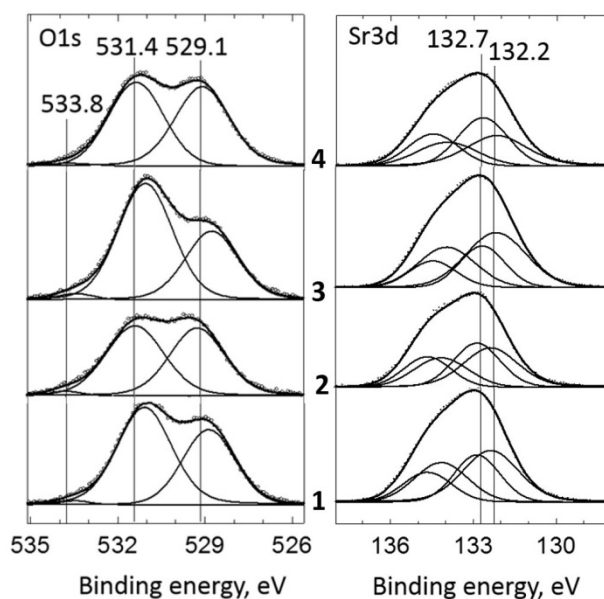 O1s
531.4
529.1
533.8
Sr3d
132.7
132.2
4
3
2
1
535 532 529 526
136 133 130
Binding energy, eV
Binding energy, eV